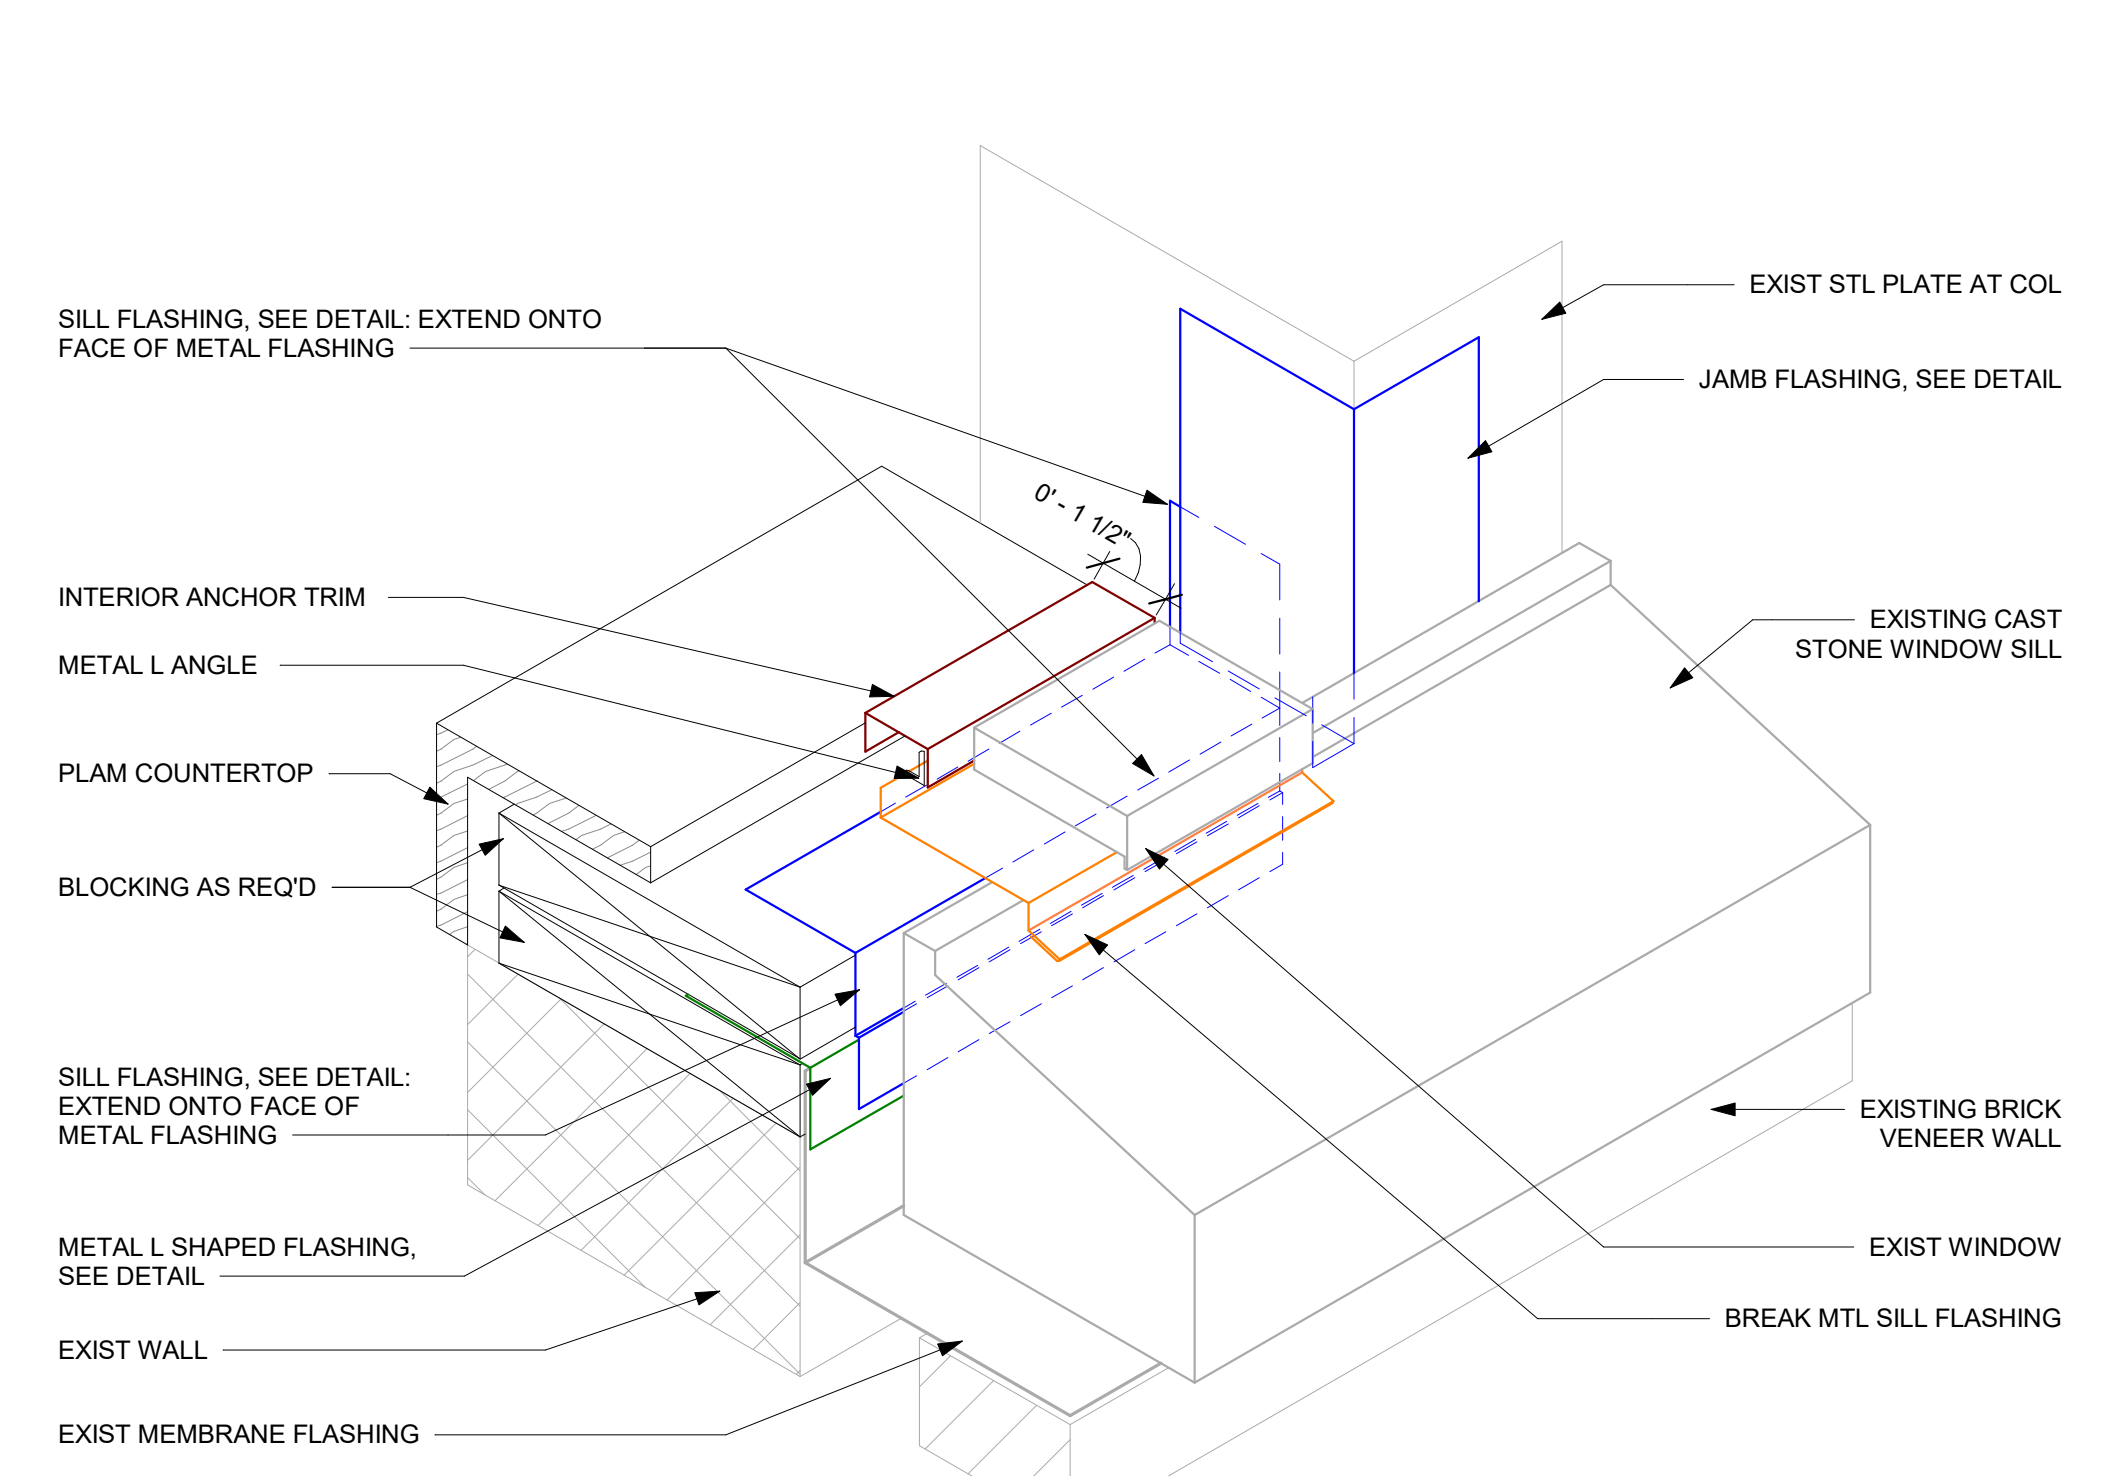 SILL FLASHING, SEE DETAIL: EXTEND ONTO
FACE OF METAL FLASHING
INTERIOR ANCHOR TRIM
METAL L ANGLE
PLAM COUNTERTOP
BLOCKING AS REQ'D
SILL FLASHING, SEE DETAIL:
EXTEND ONTO FACE OF
METAL FLASHING
METAL L SHAPED FLASHING,
SEE DETAIL
EXIST WALL
EXIST MEMBRANE FLASHING
0' - 1 1/2"
EXIST STL PLATE AT COL
JAMB FLASHING, SEE DETAIL
EXISTING CAST
STONE WINDOW SILL
EXISTING BRICK
VENEER WALL
EXIST WINDOW
BREAK MTL SILL FLASHING